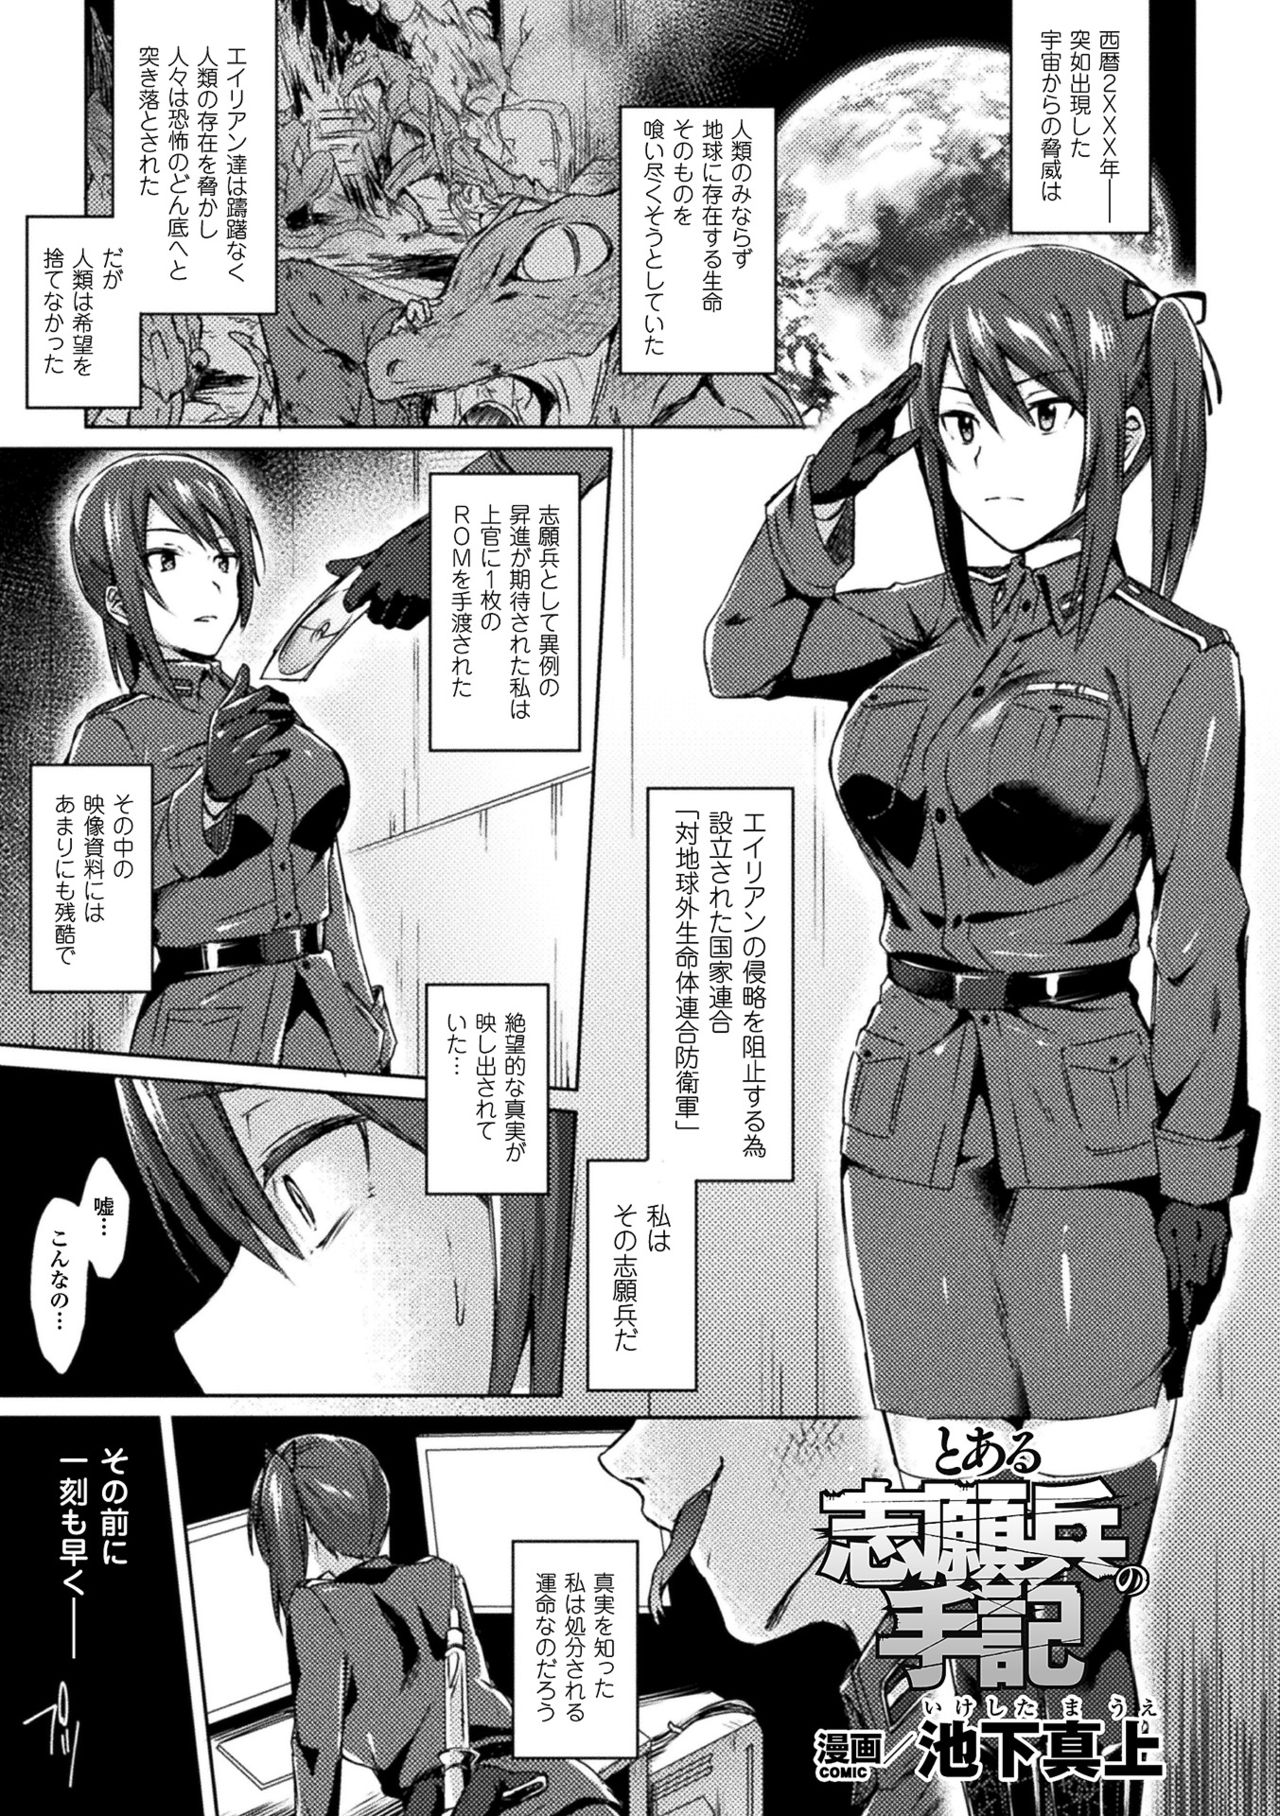 西暦2XXXX年――
突如出現した
宇宙からの脅威は
人類のみならず
地球に存在する生命
そのものを
喰い尽くそうとしていた
エイリアン達は躊躇なく
人類の存在を脅かし
人々は恐怖のどん底へと
突き落とされた
だが
人類は希望を
捨てなかった
エイリアンの侵略を阻止する為
設立された国家連合
「対地球外生命体連合防衛軍」
私は
その志願兵だ
志願兵として異例の
昇進が期待された私は
上官に1枚の
ROMを手渡された
その中の
映像資料には
あまりにも残酷で
絶望的な真実が
映し出されて
いた…
嘘…
こんなの…
真実を知った
私は処分される
運命なのだろう
その前に
一刻も早く――
プツ
とある
志願兵の
手記
いけしたまうえ
漫画/池下真上
COMIC